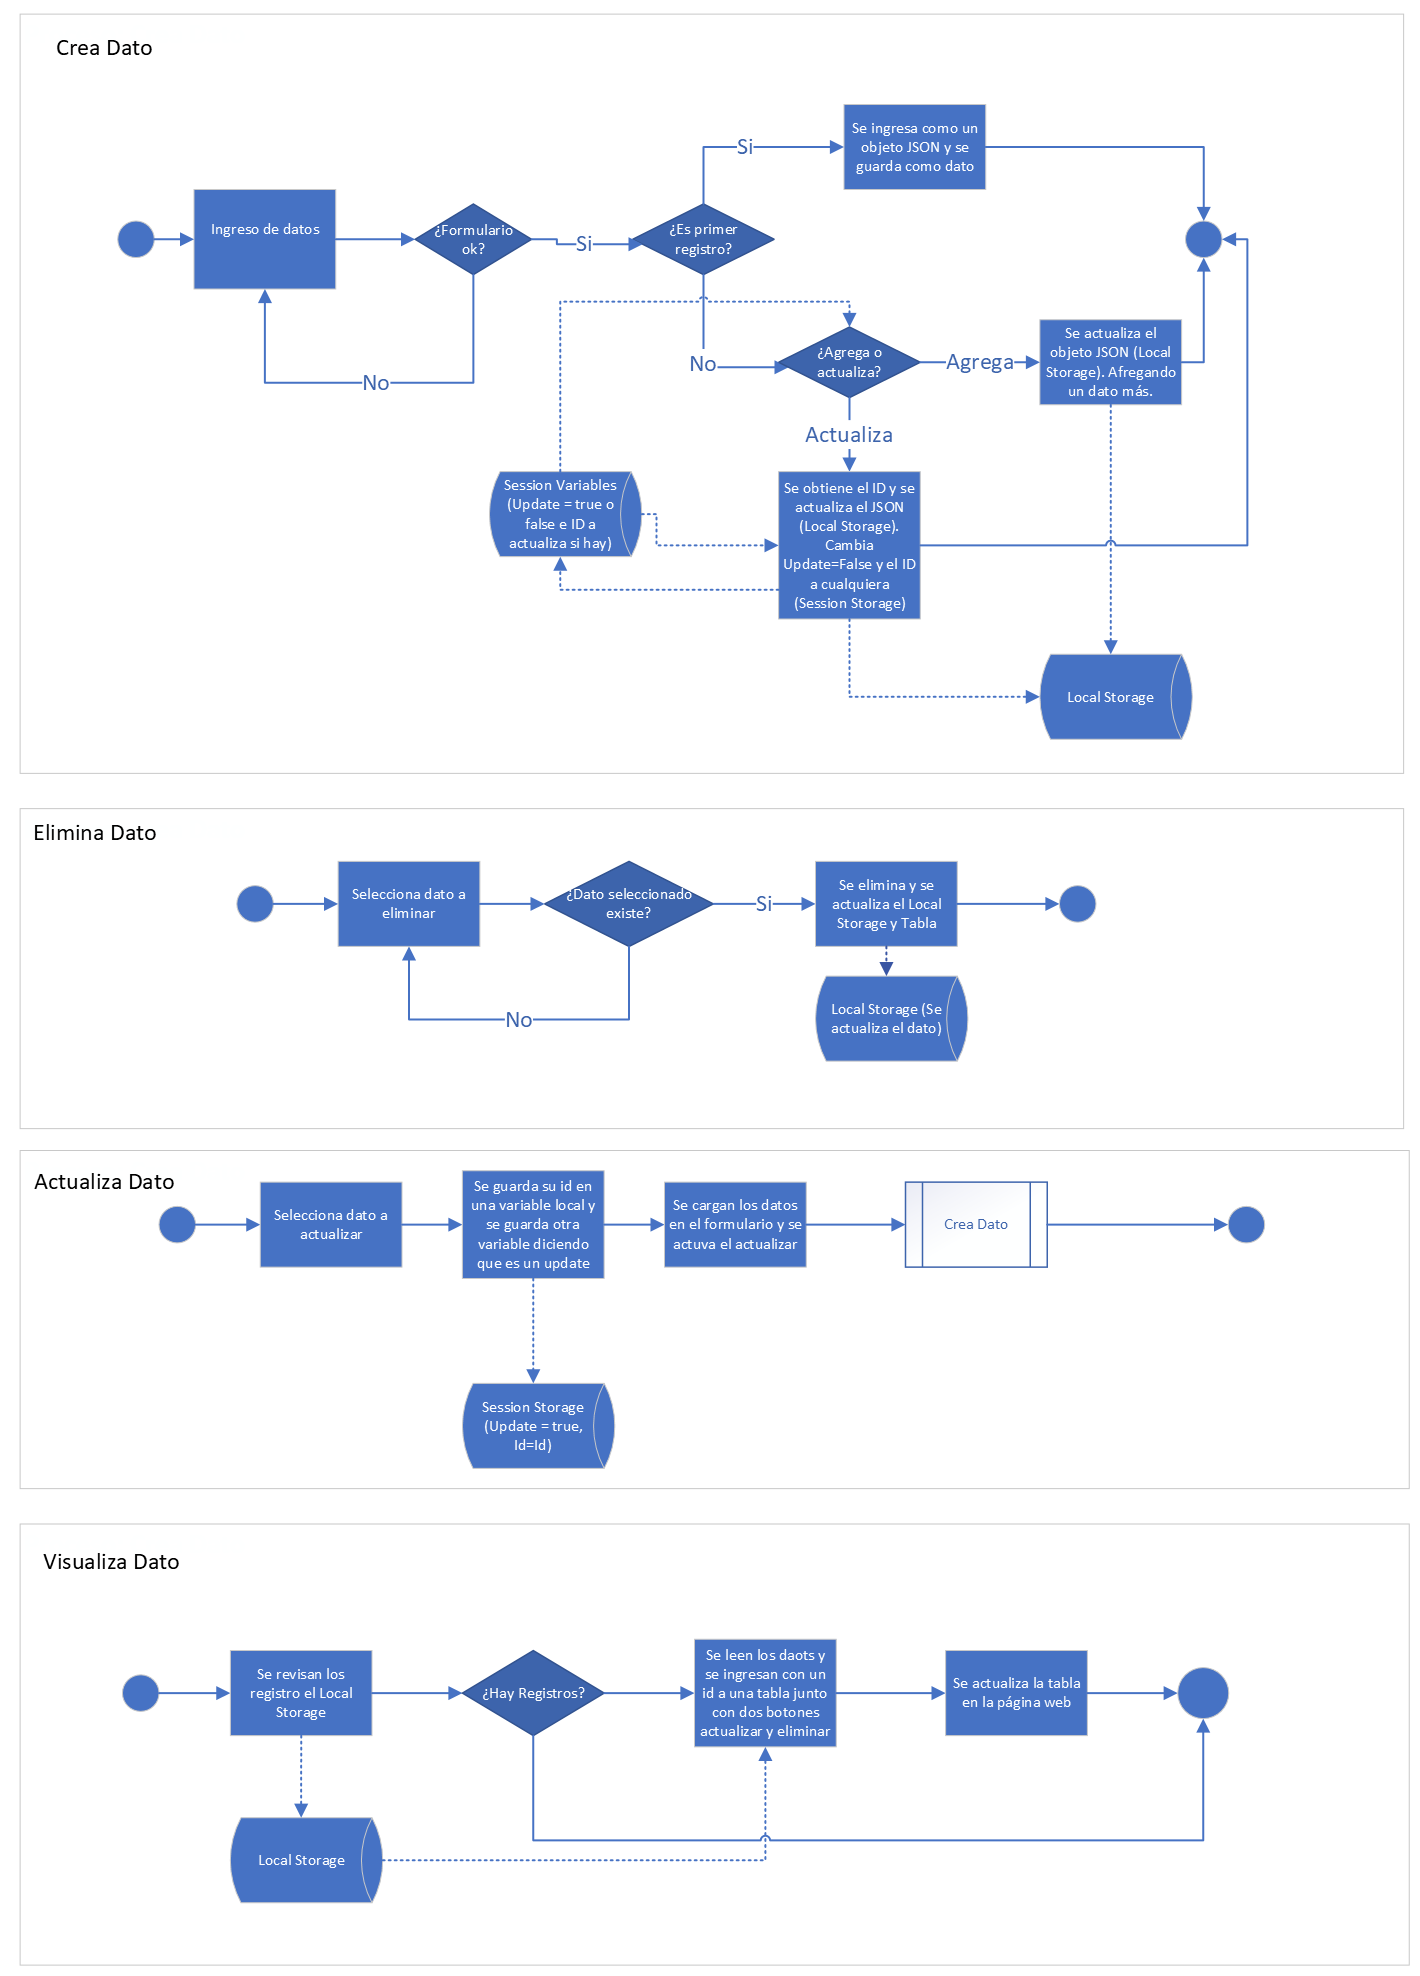 Crea Dato
Se ingresa como un
objeto JSON y se
guarda como dato
Si
Ingreso de datos
¿Formulario
ok?
Si
¿Es primer
registro?
No
No
¿Agrega o
actualiza?
Agrega
Se actualiza el
objeto JSON (Local
Storage). Afregando
un dato más.
Actualiza
Session Variables
(Update = true o
false e ID a
actualiza si hay)
Se obtiene el ID y se
actualiza el JSON
(Local Storage).
Cambia
Update=False y el ID
a cualquiera
(Session Storage)
Local Storage
Elimina Dato
Selecciona dato a
eliminar
¿Dato seleccionado
existe?
Si
Se elimina y se
actualiza el Local
Storage y Tabla
No
Local Storage (Se
actualiza el dato)
Actualiza Dato
Selecciona dato a
actualizar
Se guarda su id en
una variable local y
se guarda otra
variable diciendo
que es un update
Se cargan los datos
en el formulario y se
actuva el actualizar
Crea Dato
Session Storage
(Update = true,
Id=Id)
Visualiza Dato
Se revisan los
registro el Local
Storage
¿Hay Registros?
Se leen los daots y
se ingresan con un
id a una tabla junto
con dos botones
actualizar y eliminar
Se actualiza la tabla
en la página web
Local Storage